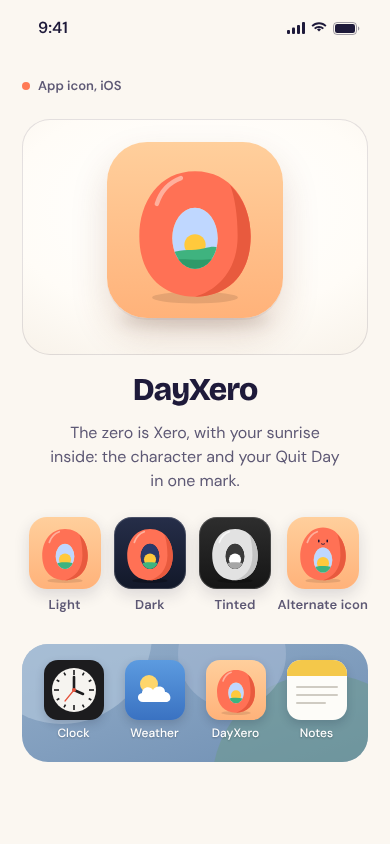 9:41
App icon, iOS
DayXero
The zero is Xero, with your sunrise
inside: the character and your Quit Day
in one mark.
Light
Dark
Tinted
Alternate icon
Clock
Weather
DayXero
Notes